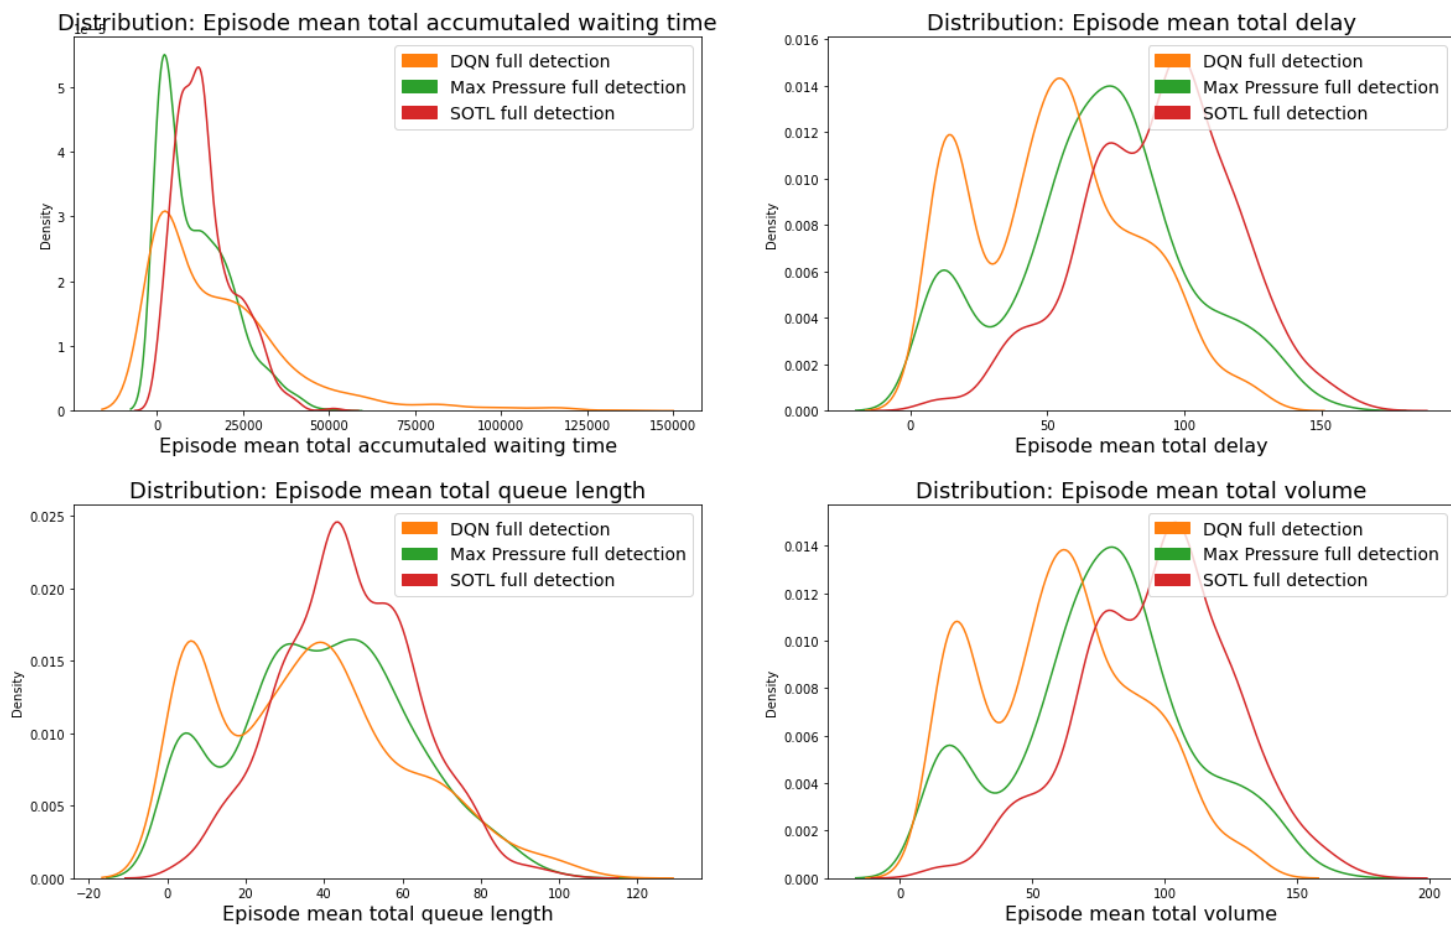 Distribution: Episode mean total accumutaled waiting time
1e−5
5
4
3
2
1
0
Density
DQN full detection
Max Pressure full detection
SOTL full detection
0 25000 50000 75000 100000 125000 150000
Episode mean total accumutaled waiting time
Distribution: Episode mean total delay
0.016
0.014
0.012
0.010
0.008
0.006
0.004
0.002
0.000
Density
DQN full detection
Max Pressure full detection
SOTL full detection
0 50 100 150
Episode mean total delay
Distribution: Episode mean total queue length
0.025
0.020
0.015
0.010
0.005
0.000
Density
DQN full detection
Max Pressure full detection
SOTL full detection
−20 0 20 40 60 80 100 120
Episode mean total queue length
Distribution: Episode mean total volume
0.014
0.012
0.010
0.008
0.006
0.004
0.002
0.000
Density
DQN full detection
Max Pressure full detection
SOTL full detection
0 50 100 150 200
Episode mean total volume